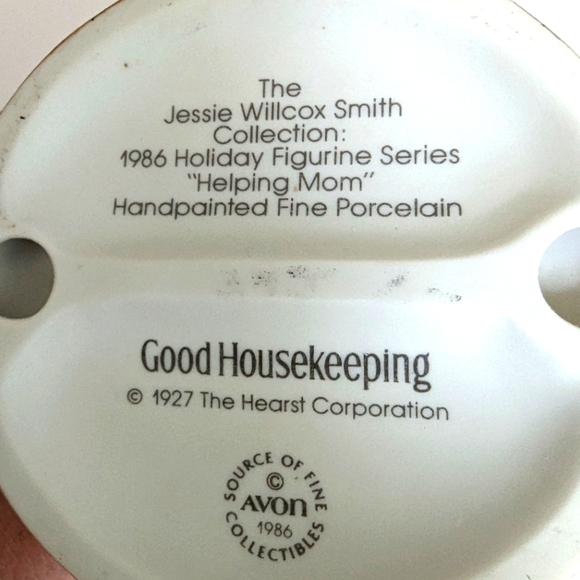 The
Jessie Willcox Smith
Collection:
1986 Holiday Figurine Series
"Helping Mom"
Handpainted Fine Porcelain
Good Housekeeping
© 1927 The Hearst Corporation
SOURCE OF FINE
©
AVON
1986
COLLECTIBLES